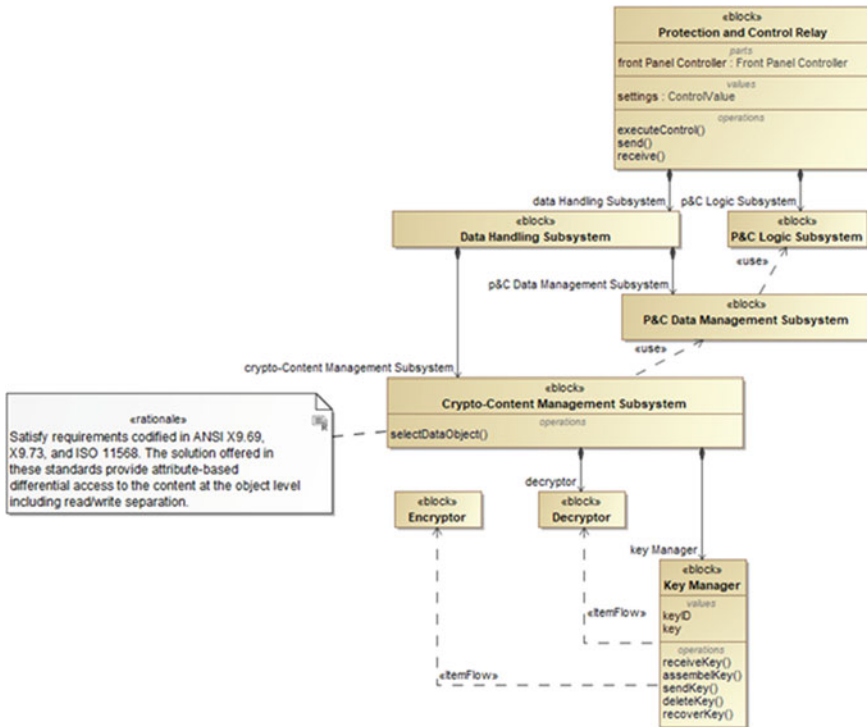 «block»
Protection and Control Relay
parts
front Panel Controller : Front Panel Controller
values
settings : ControlValue
operations
executeControl()
send()
receive()
data Handling Subsystem
p&C Logic Subsystem
«block»
Data Handling Subsystem
«block»
P&C Logic Subsystem
«use»
p&C Data Management Subsystem
«block»
P&C Data Management Subsystem
«use»
crypto-Content Management Subsystem
«block»
Crypto-Content Management Subsystem
operations
selectDataObject()
«rationale»
Satisfy requirements codified in ANSI X9.69,
X9.73, and ISO 11568. The solution offered in
these standards provide attribute-based
differential access to the content at the object level
including read/write separation.
decryptor
«block»
Encryptor
«block»
Decryptor
key Manager
«block»
Key Manager
values
keyID
key
operations
receiveKey()
assembelKey()
sendKey()
deleteKey()
recoverKey()
«ItemFlow»
«ItemFlow»